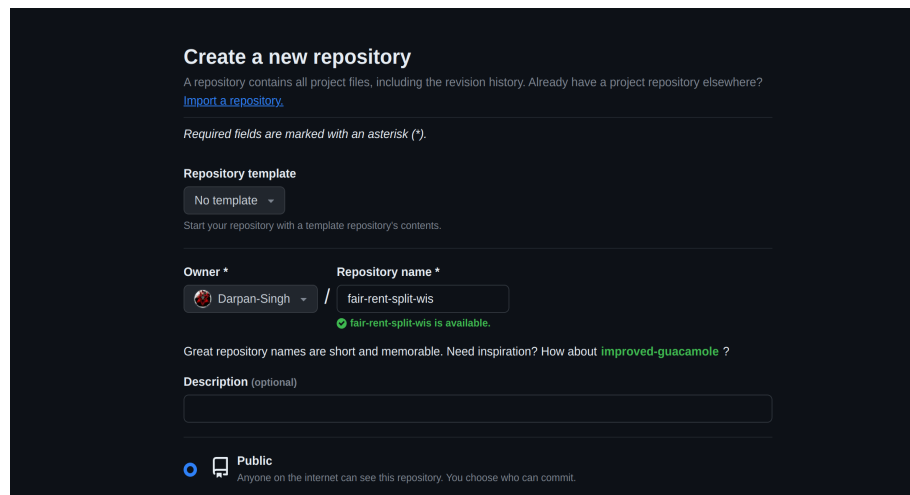 Create a new repository
A repository contains all project files, including the revision history. Already have a project repository elsewhere?
Import a repository.
Required fields are marked with an asterisk (*).
Repository template
No template
Start your repository with a template repository's contents.
Owner * Repository name *
Darpan-Singh / fair-rent-split-wis
fair-rent-split-wis is available.
Great repository names are short and memorable. Need inspiration? How about improved-guacamole ?
Description (optional)
Public
Anyone on the internet can see this repository. You choose who can commit.